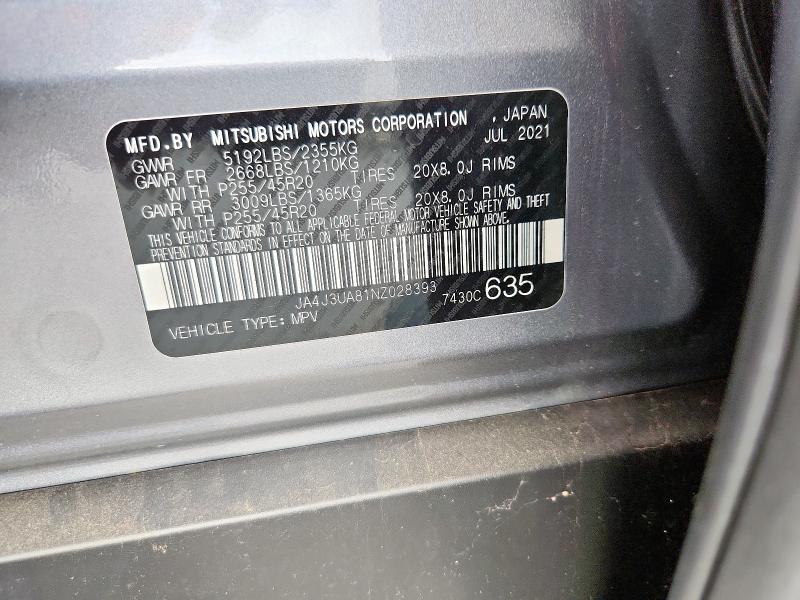 MFD.BY MITSUBISHI MOTORS CORPORATION , JAPAN
GVWR 5192LBS/2355KG JUL 2021
GAWR FR 2668LBS/1210KG
WITH P255/45R20 TIRES 20X8.0J RIMS
GAWR RR 3009LBS/1365KG
WITH P255/45R20 TIRES 20X8.0J RIMS
THIS VEHICLE CONFORMS TO ALL APPLICABLE FEDERAL MOTOR VEHICLE SAFETY AND THEFT
PREVENTION STANDARDS IN EFFECT ON THE DATE OF MANUFACTURE SHOWN ABOVE.
JA4J3UA81NZ028393 7430C 635
VEHICLE TYPE: MPV